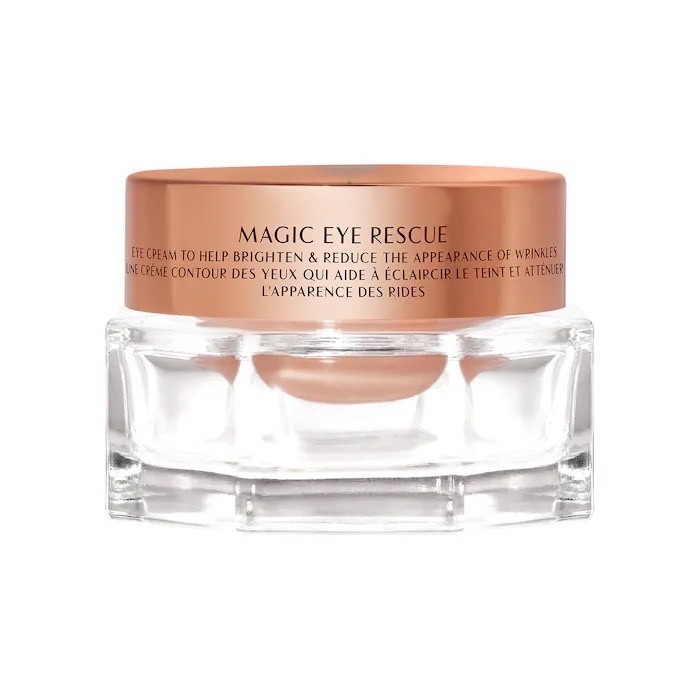 MAGIC EYE RESCUE
EYE CREAM TO HELP BRIGHTEN & REDUCE THE APPEARANCE OF WRINKLES
UNE CRÈME CONTOUR DES YEUX QUI AIDE À ÉCLAIRCIR LE TEINT ET ATTÉNUER
L'APPARENCE DES RIDES